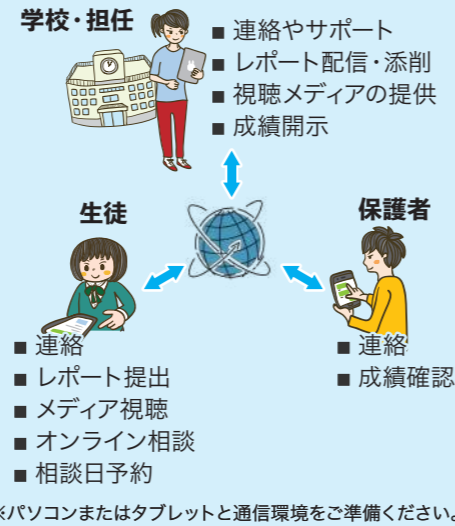 学校・担任
■ 連絡やサポート
■ レポート配信・添削
■ 視聴メディアの提供
■ 成績開示
生徒
■ 連絡
■ レポート提出
■ メディア視聴
■ オンライン相談
■ 相談日予約
保護者
■ 連絡
■ 成績確認
※パソコンまたはタブレットと通信環境をご準備ください。